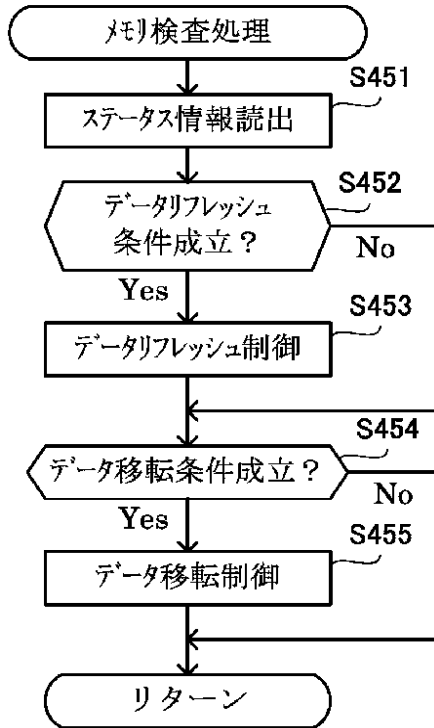 メモリ検査処理
S451
ステータス情報読出
S452
データリフレッシュ
条件成立？
No
Yes
S453
データリフレッシュ制御
S454
データ移転条件成立？
No
Yes
S455
データ移転制御
リターン